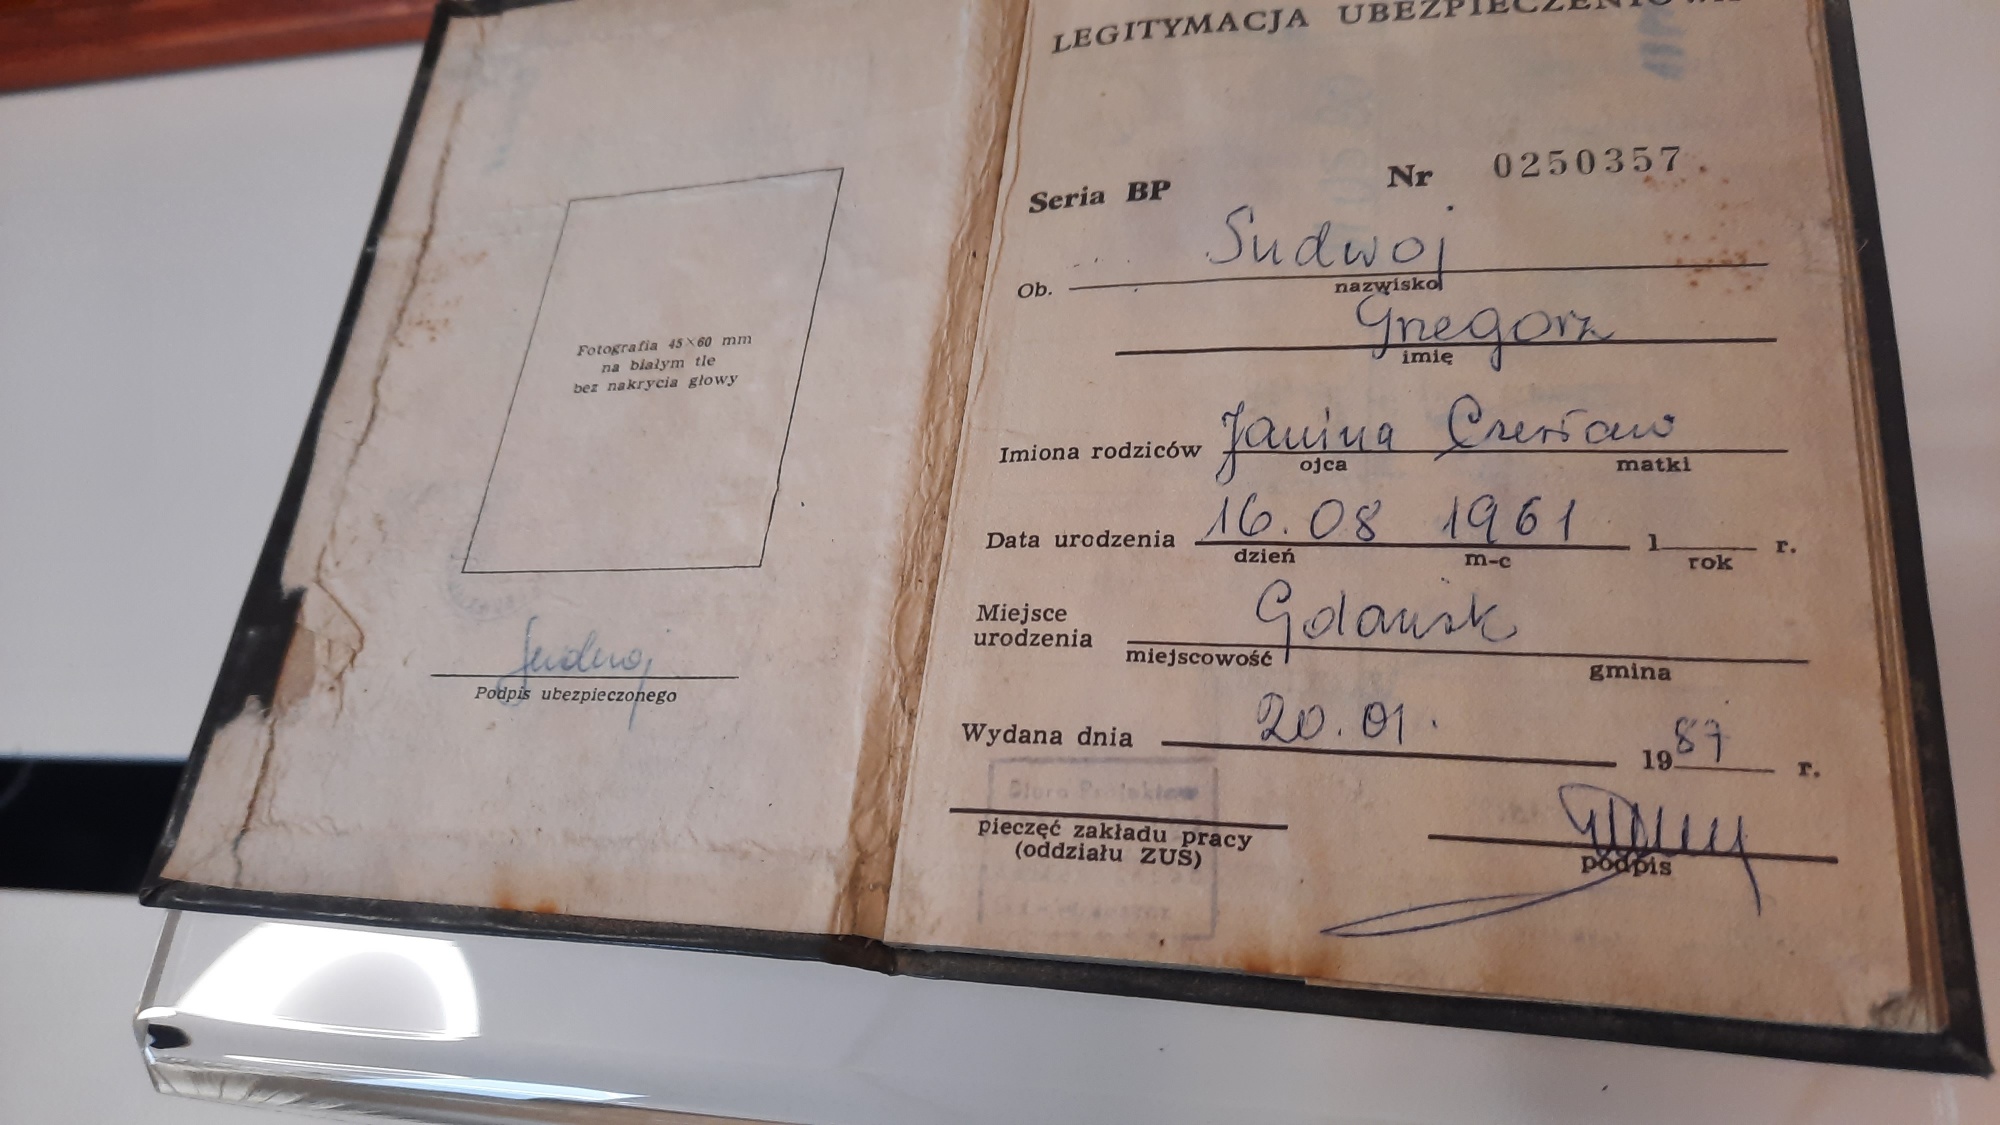 Fotografia 45×60 mm
na białym tle
bez nakrycia głowy
Sudwoj
Podpis ubezpieczonego
LEGITYMACJA UBEZPIECZENIOWA
Seria BP Nr 0250357
Ob. Sudwoj
nazwisko
Grzegorz
imię
Imiona rodziców Janina Czesław
ojca matki
Data urodzenia 16.08 1961 1 r.
dzień m-c rok
Miejsce
urodzenia Gdańsk
miejscowość gmina
Wydana dnia 20.01. 1987 r.
Biuro Projektów
pieczęć zakładu pracy
(oddziału ZUS)
podpis